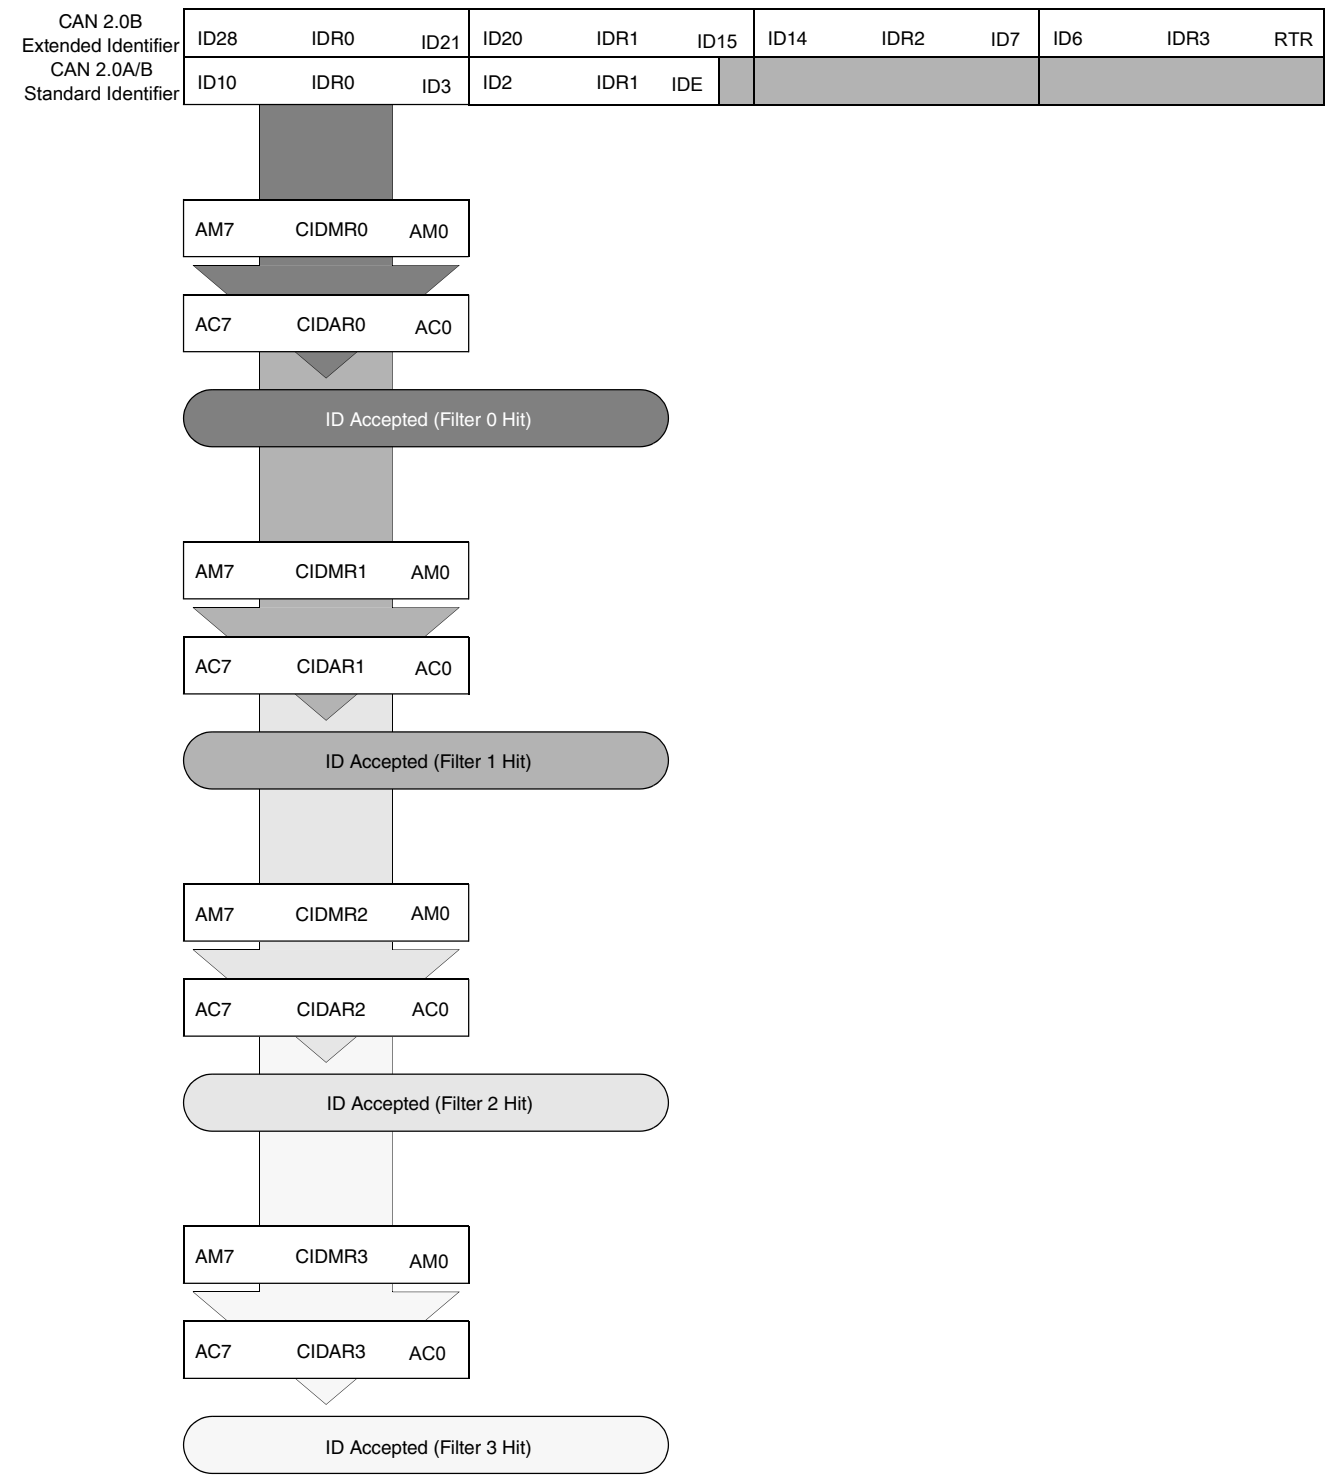 CAN 2.0B
Extended Identifier
ID28 IDR0 ID21 ID20 IDR1 ID15 ID14 IDR2 ID7 ID6 IDR3 RTR
CAN 2.0A/B
Standard Identifier
ID10 IDR0 ID3 ID2 IDR1 IDE
AM7 CIDMR0 AM0
AC7 CIDAR0 AC0
ID Accepted (Filter 0 Hit)
AM7 CIDMR1 AM0
AC7 CIDAR1 AC0
ID Accepted (Filter 1 Hit)
AM7 CIDMR2 AM0
AC7 CIDAR2 AC0
ID Accepted (Filter 2 Hit)
AM7 CIDMR3 AM0
AC7 CIDAR3 AC0
ID Accepted (Filter 3 Hit)